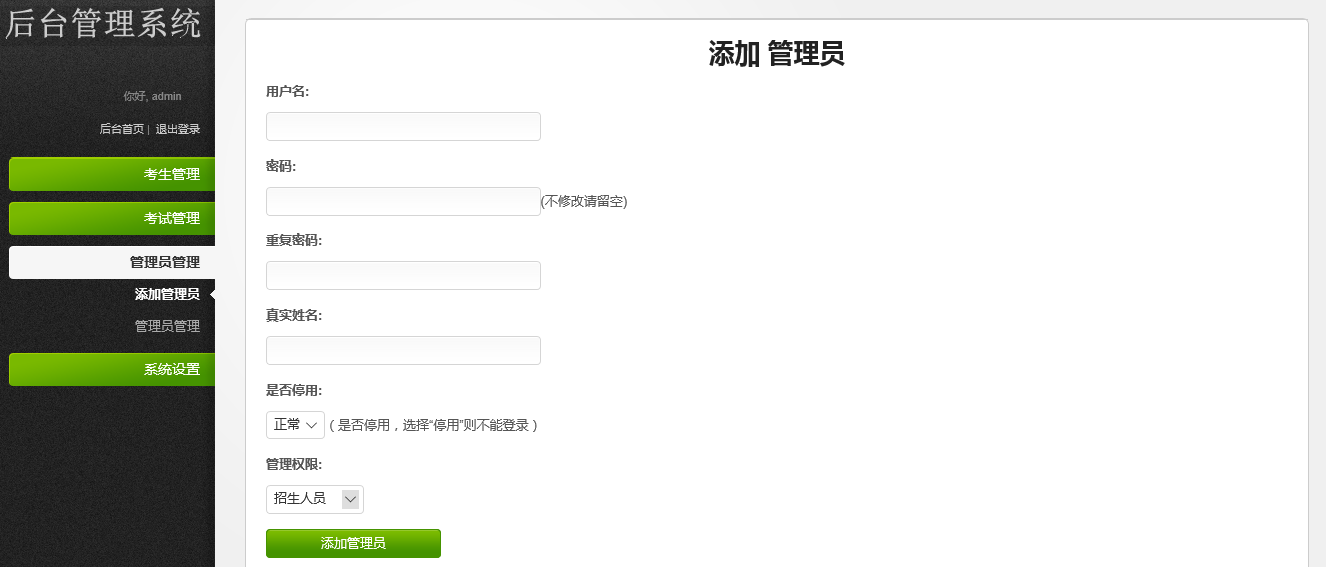 后台管理系统
你好, admin
后台首页 | 退出登录
考生管理
考试管理
管理员管理
添加管理员
管理员管理
系统设置
添加 管理员
用户名:
密码:
(不修改请留空)
重复密码:
真实姓名:
是否停用:
正常 ( 是否停用，选择“停用”则不能登录 )
管理权限:
招生人员
添加管理员